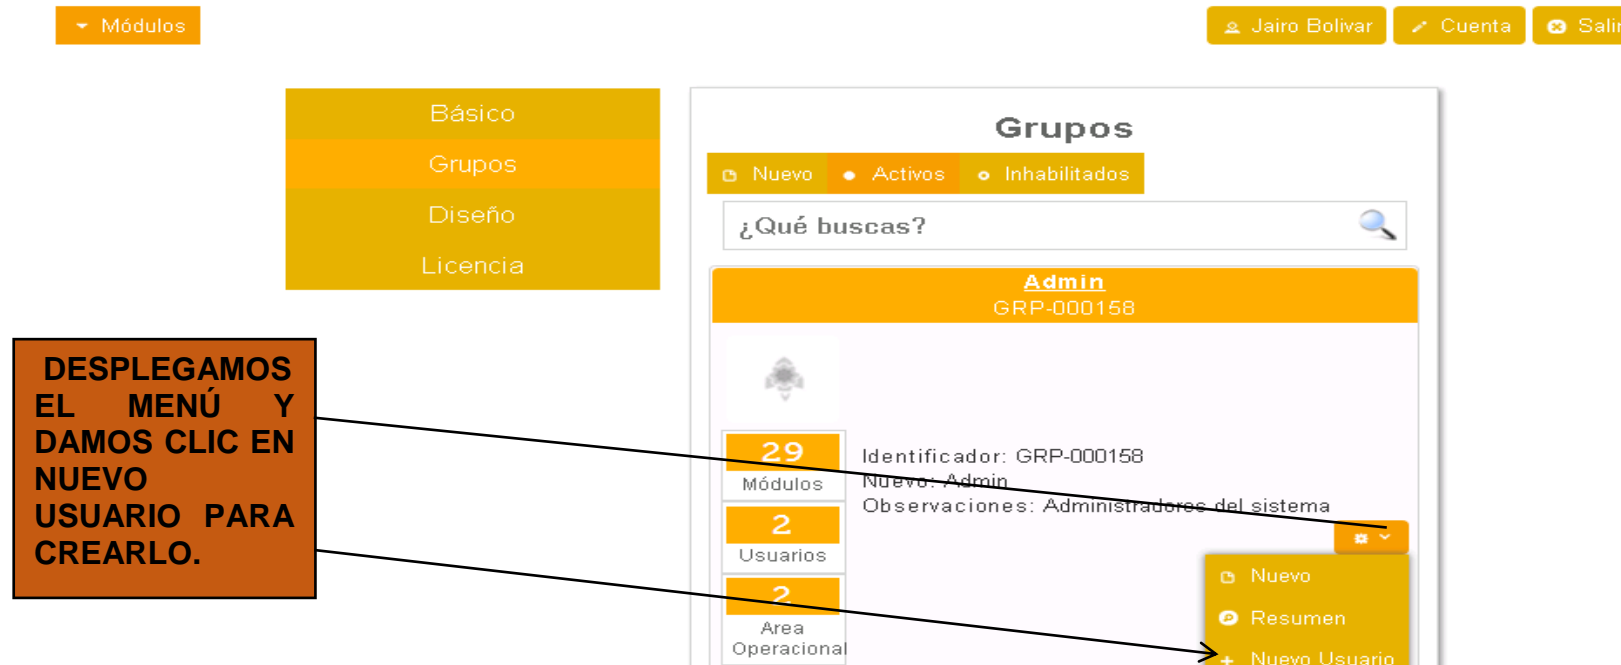 Módulos
Jairo Bolivar
Cuenta
Salir
Básico
Grupos
Diseño
Licencia
Grupos
Nuevo
Activos
Inhabilitados
¿Qué buscas?
Admin
GRP-000158
DESPLEGAMOS
EL MENÚ Y
DAMOS CLIC EN
NUEVO
USUARIO PARA
CREARLO.
29
Módulos
2
Usuarios
2
Area
Operacional
Identificador: GRP-000158
Nuevo: Admin
Observaciones: Administradores del sistema
Nuevo
Resumen
Nuevo Usuario